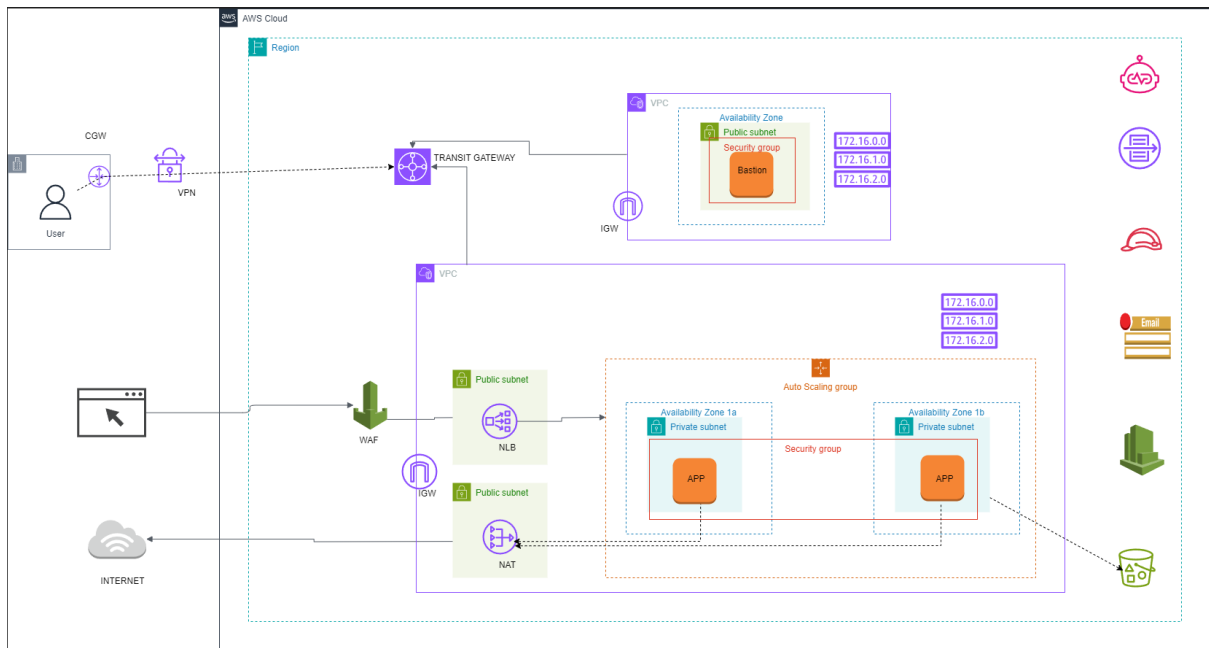 aws AWS Cloud
Region
VPC
Availability Zone
Public subnet
Security group
Bastion
172.16.0.0
172.16.1.0
172.16.2.0
IGW
CGW
VPN
User
TRANSIT GATEWAY
VPC
172.16.0.0
172.16.1.0
172.16.2.0
Email
Public subnet
NLB
WAF
IGW
Auto Scaling group
Availability Zone 1a
Private subnet
Availability Zone 1b
Private subnet
Security group
APP
APP
Public subnet
NAT
INTERNET